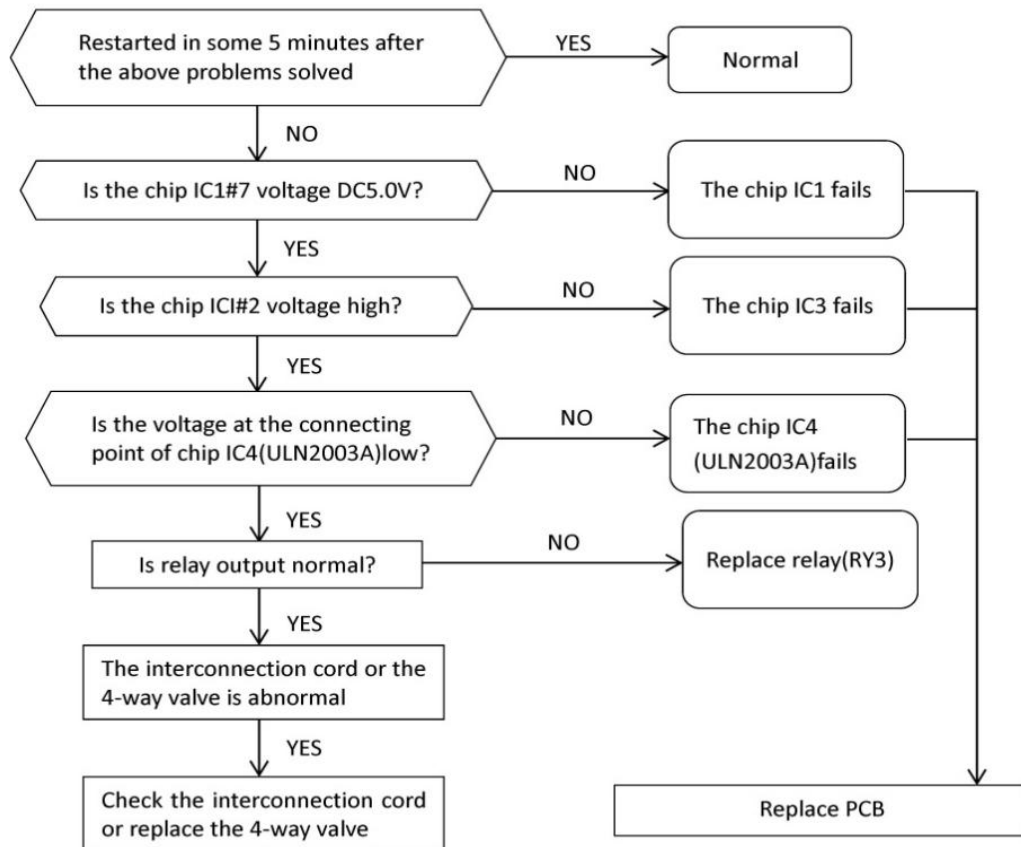 Restarted in some 5 minutes after
the above problems solved
YES
Normal
NO
Is the chip IC1#7 voltage DC5.0V?
NO
The chip IC1 fails
YES
Is the chip ICI#2 voltage high?
NO
The chip IC3 fails
YES
Is the voltage at the connecting
point of chip IC4(ULN2003A)low?
NO
The chip IC4
(ULN2003A)fails
YES
Is relay output normal?
NO
Replace relay(RY3)
YES
The interconnection cord or the
4-way valve is abnormal
YES
Check the interconnection cord
or replace the 4-way valve
Replace PCB